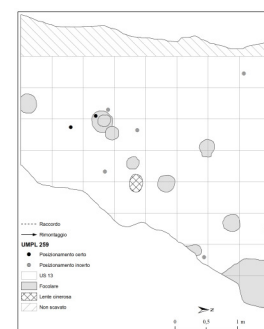 Raccordo
Rimontaggio
UMPL 259
Posizionamento certo
Posizionamento incerto
US 13
Focolare
Lente cinerosa
Non scavato
N
0 0,5 1 m